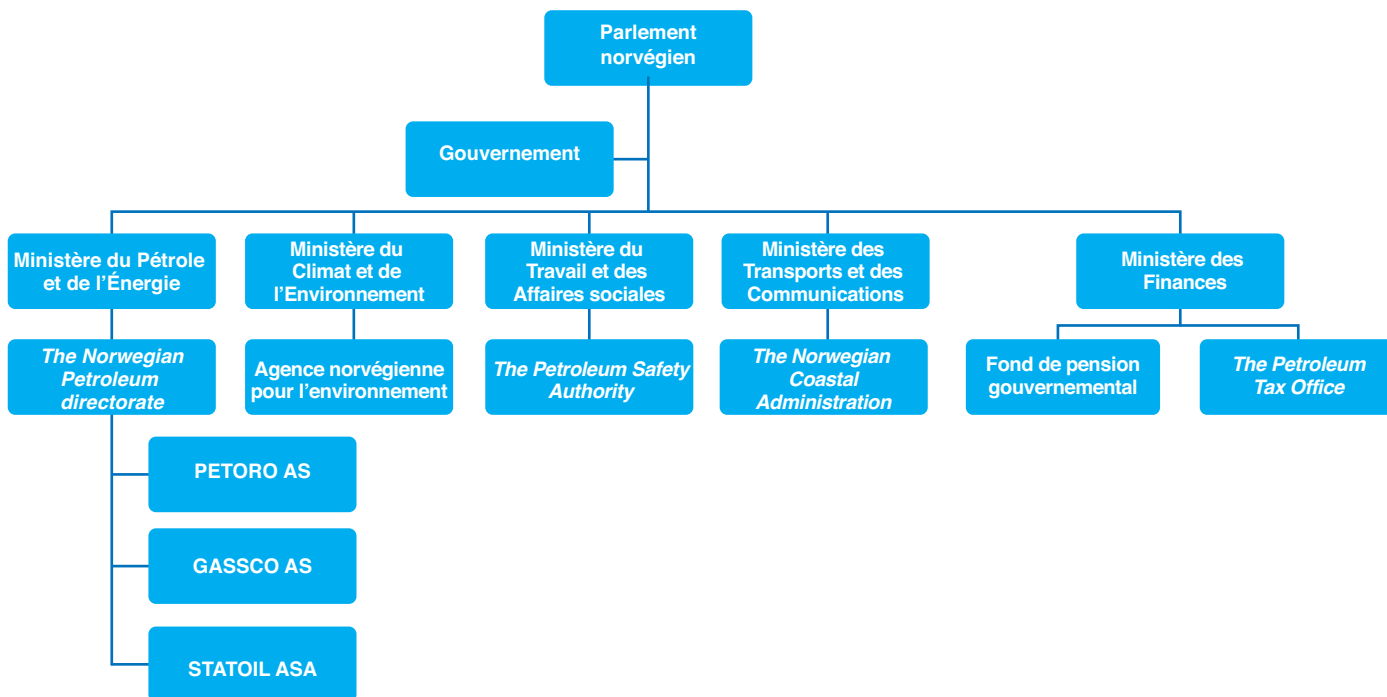 Parlement
norvégien
Gouvernement
Ministère du Pétrole
et de l’Énergie
Ministère du
Climat et de
l’Environnement
Ministère du
Travail et des
Affaires sociales
Ministère des
Transports et des
Communications
Ministère des
Finances
The Norwegian
Petroleum
directorate
Agence norvégienne
pour l’environnement
The Petroleum Safety
Authority
The Norwegian
Coastal
Administration
Fond de pension
gouvernemental
The Petroleum
Tax Office
PETORO AS
GASSCO AS
STATOIL ASA